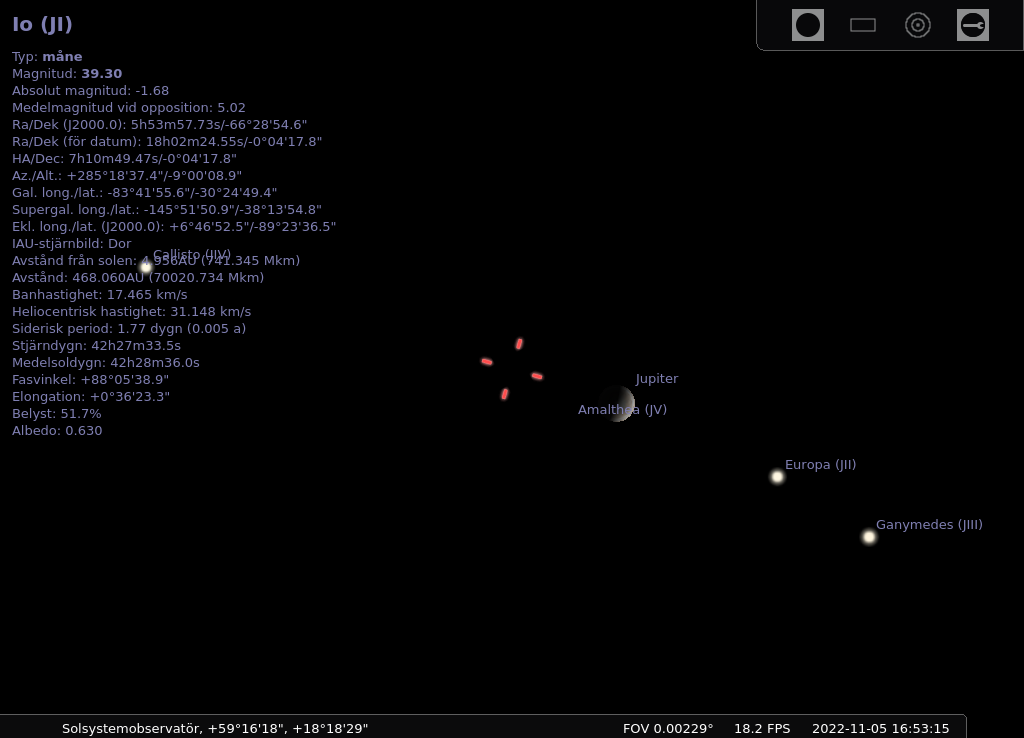 Io (JI)
Typ: måne
Magnitud: 39.30
Absolut magnitud: -1.68
Medelmagnitud vid opposition: 5.02
Ra/Dek (J2000.0): 5h53m57.73s/-66°28'54.6"
Ra/Dek (för datum): 18h02m24.55s/-0°04'17.8"
HA/Dec: 7h10m49.47s/-0°04'17.8"
Az./Alt.: +285°18'37.4"/-9°00'08.9"
Gal. long./lat.: -83°41'55.6"/-30°24'49.4"
Supergal. long./lat.: -145°51'50.9"/-38°13'54.8"
Ekl. long./lat. (J2000.0): +6°46'52.5"/-89°23'36.5"
IAU-stjärnbild: Dor
Callisto (JIV)
Avstånd från solen: 4.956AU (741.345 Mkm)
Avstånd: 468.060AU (70020.734 Mkm)
Banhastighet: 17.465 km/s
Heliocentrisk hastighet: 31.148 km/s
Siderisk period: 1.77 dygn (0.005 a)
Stjärndygn: 42h27m33.5s
Medelsoldygn: 42h28m36.0s
Fasvinkel: +88°05'38.9"
Elongation: +0°36'23.3"
Belyst: 51.7%
Albedo: 0.630
Jupiter
Amalthea (JV)
Europa (JII)
Ganymedes (JIII)
Solsystemobservatör, +59°16'18", +18°18'29" FOV 0.00229° 18.2 FPS 2022-11-05 16:53:15